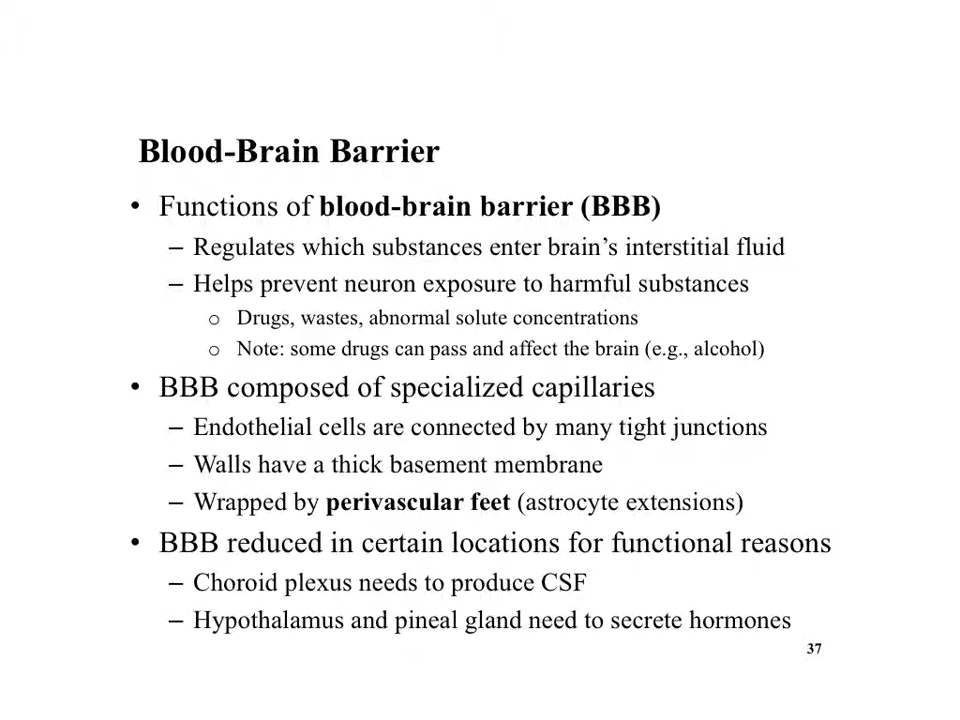 Blood-Brain Barrier
• Functions of blood-brain barrier (BBB)
– Regulates which substances enter brain’s interstitial fluid
– Helps prevent neuron exposure to harmful substances
o Drugs, wastes, abnormal solute concentrations
o Note: some drugs can pass and affect the brain (e.g., alcohol)
• BBB composed of specialized capillaries
– Endothelial cells are connected by many tight junctions
– Walls have a thick basement membrane
– Wrapped by perivascular feet (astrocyte extensions)
• BBB reduced in certain locations for functional reasons
– Choroid plexus needs to produce CSF
– Hypothalamus and pineal gland need to secrete hormones
37